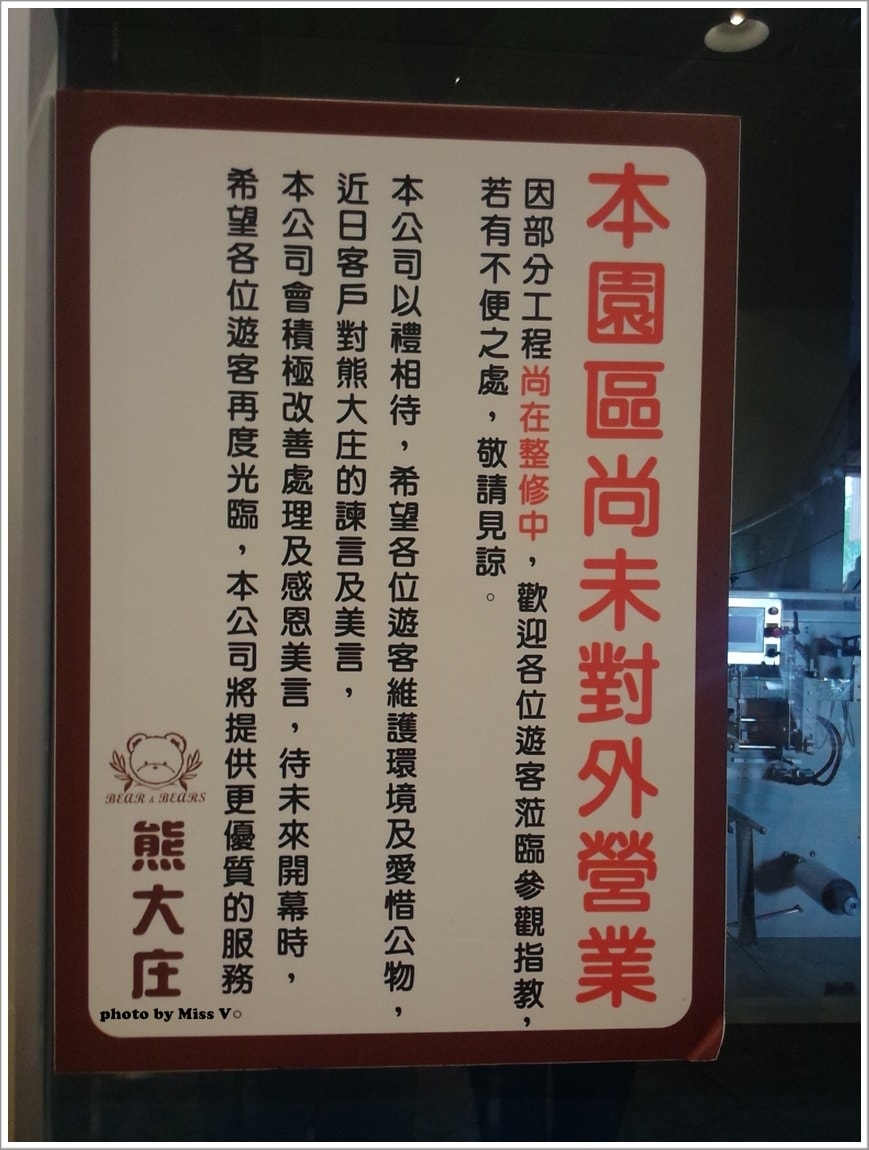 本園區尚未對外營業
因部分工程尚在整修中，歡迎各位遊客蒞臨參觀指教，
若有不便之處，敬請見諒。
本公司以禮相待，希望各位遊客維護環境及愛惜公物，
近日客戶對熊大庄的諫言及美言，
本公司會積極改善處理及感恩美言，待未來開幕時，
希望各位遊客再度光臨，本公司將提供更優質的服務。
BEAR & BEARS
熊大庄
photo by Miss V